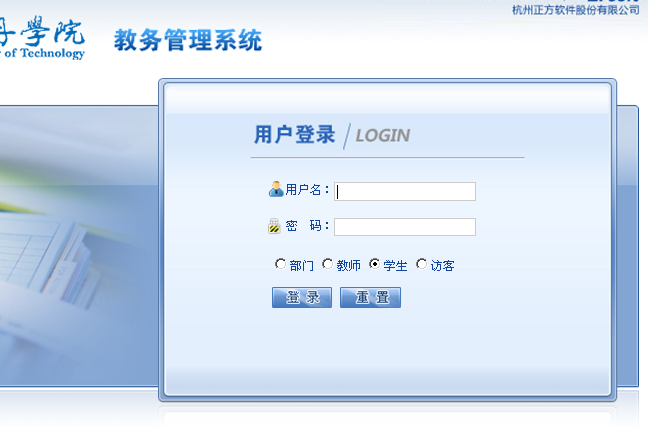 杭州正方软件股份有限公司
學院
of Technology
教务管理系统
用户登录 / LOGIN
用户名：
密 码：
部门 教师 学生 访客
登 录 重 置